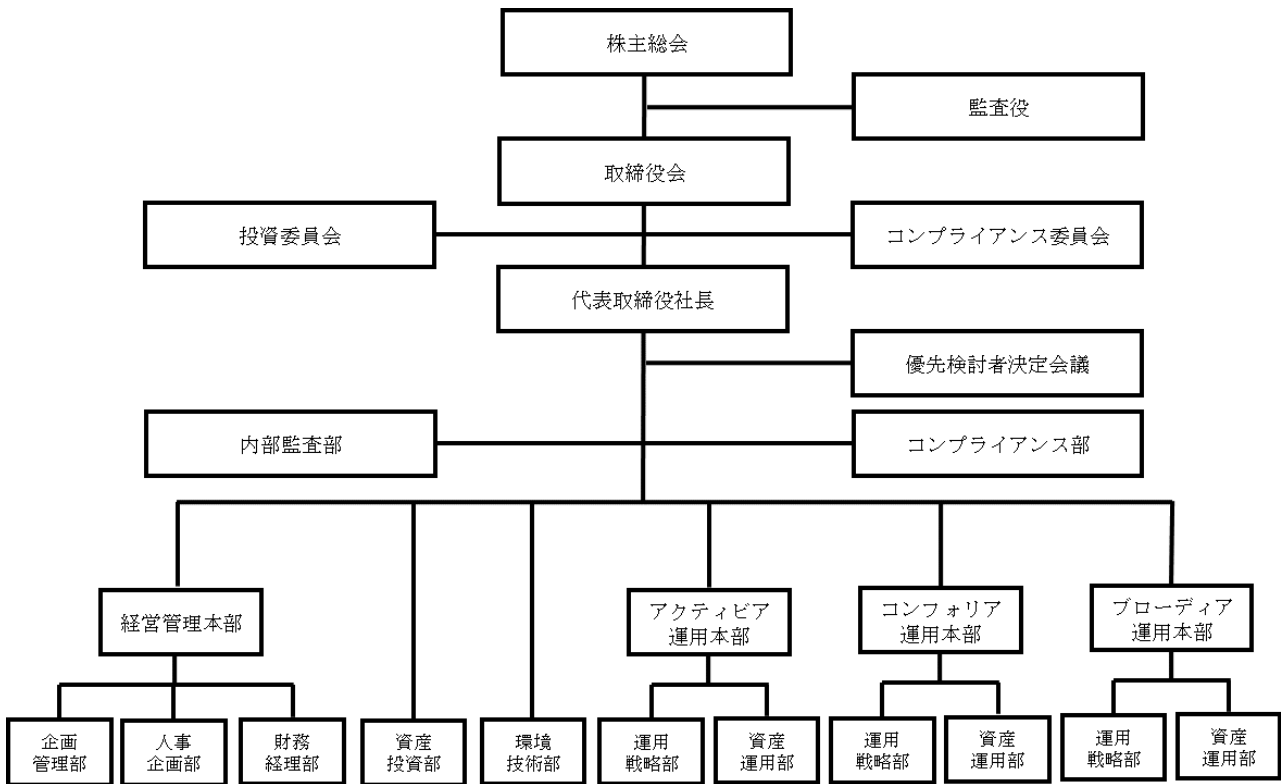 株主総会
監査役
取締役会
投資委員会
コンプライアンス委員会
代表取締役社長
優先検討者決定会議
内部監査部
コンプライアンス部
経営管理本部
アクティビア
運用本部
コンフォリア
運用本部
ブローディア
運用本部
企画
管理部
人事
企画部
財務
経理部
資産
投資部
環境
技術部
運用
戦略部
資産
運用部
運用
戦略部
資産
運用部
運用
戦略部
資産
運用部